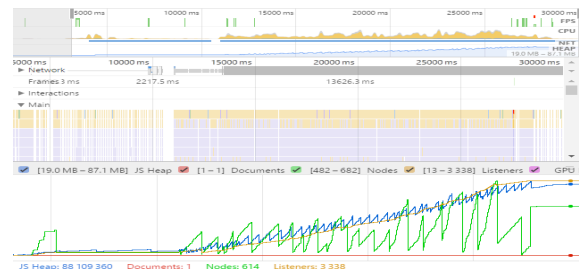 5000 ms 10000 ms 15000 ms 20000 ms 25000 ms 30000 ms
FPS
CPU
NET
HEAP
19.0 MB – 87.1 MB
5000 ms 10000 ms 15000 ms 20000 ms 25000 ms 30000 ms
▶ Network
Frames 3 ms 2217.5 ms 13626.3 ms
▶ Interactions
▼ Main
[19.0 MB – 87.1 MB] JS Heap [1 – 1] Documents [482 – 682] Nodes [13 – 3 338] Listeners GPU
JS Heap: 88 109 360 Documents: 1 Nodes: 614 Listeners: 3 338